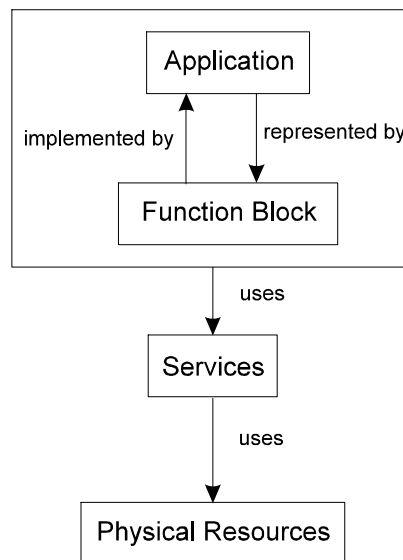 Application
implemented by
represented by
Function Block
uses
Services
uses
Physical Resources